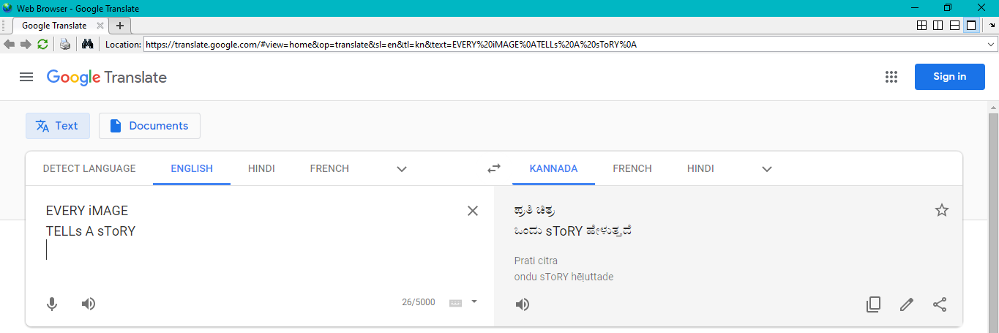 Web Browser - Google Translate
Google Translate
Location: https://translate.google.com/#view=home&op=translate&sl=en&tl=kn&text=EVERY%20iMAGE%0ATELLs%20A%20sToRY%0A
Google Translate
Sign in
Text Documents
DETECT LANGUAGE ENGLISH HINDI FRENCH KANNADA FRENCH HINDI
EVERY iMAGE
TELLs A sToRY
26/5000
ಪ್ರತಿ ಚಿತ್ರ
ಒಂದು sToRY ಹೇಳುತ್ತದೆ
Prati citra
ondu sToRY hēḷuttade